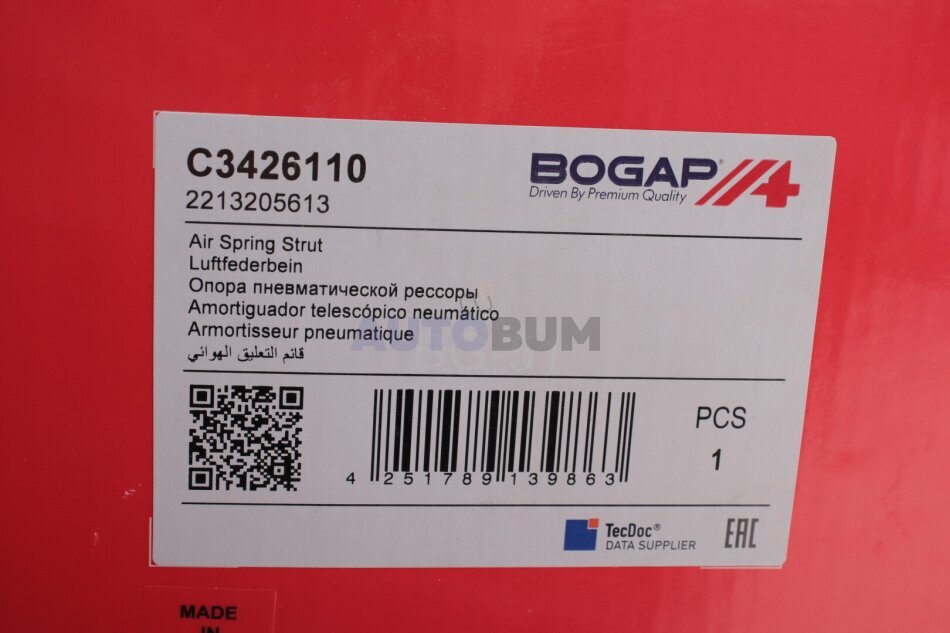 C3426110
2213205613
BOGAP®
Driven By Premium Quality
Air Spring Strut
Luftfederbein
Опора пневматической рессоры
Amortiguador telescópico neumático
Armortisseur pneumatique
قائم التعليق الهوائي
AUTOBUM
4 251789 139863
PCS
1
TecDoc®
DATA SUPPLIER
EAC
MADE
IN